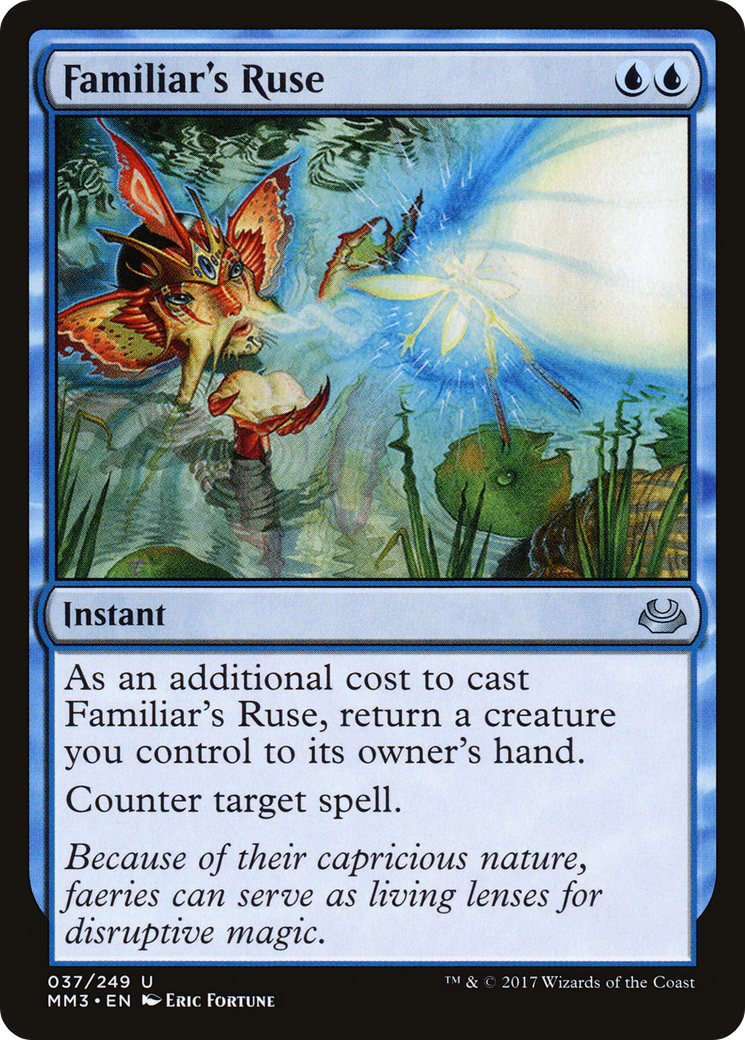 Familiar's Ruse
Instant
As an additional cost to cast
Familiar's Ruse, return a creature
you control to its owner's hand.
Counter target spell.
Because of their capricious nature,
faeries can serve as living lenses for
disruptive magic.
037/249 U
MM3 • EN Eric Fortune
™ & © 2017 Wizards of the Coast